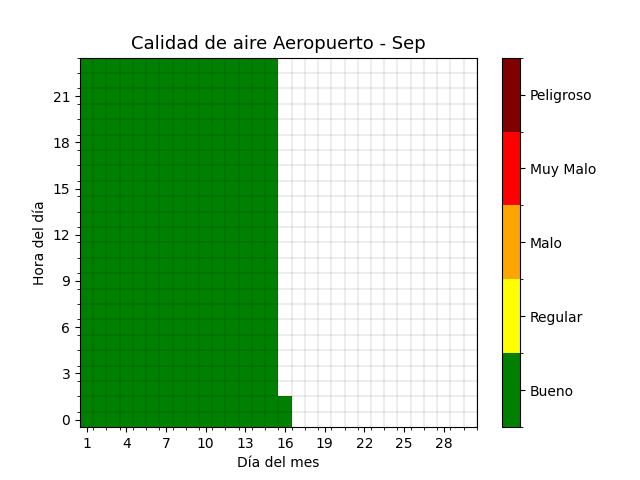 Calidad de aire Aeropuerto - Sep
Hora del día
21
18
15
12
9
6
3
0
1 4 7 10 13 16 19 22 25 28
Día del mes
Peligroso
Muy Malo
Malo
Regular
Bueno